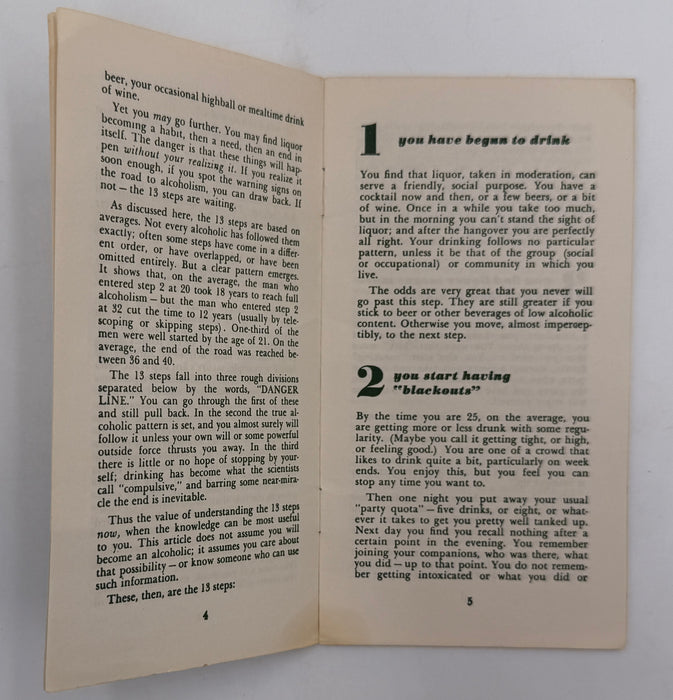 beer, your occasional highball or mealtime drink
of wine.
Yet you may go further. You may find liquor
becoming a habit, then a need, then an end in
itself. The danger is that these things will hap-
pen without your realizing it. If you realize it
soon enough, if you spot the warning signs on
the road to alcoholism, you can draw back. If
not — the 13 steps are waiting.
As discussed here, the 13 steps are based on
averages. Not every alcoholic has followed them
exactly; often some steps have come in a differ-
ent order, or have overlapped, or have been
omitted entirely. But a clear pattern emerges.
It shows that, on the average, the man who
entered step 2 at 20 took 18 years to reach full
alcoholism — but the man who entered step 2
at 32 cut the time to 12 years (usually by tele-
scoping or skipping steps). One-third of the
men were well started by the age of 21. On the
average, the end of the road was reached be-
tween 36 and 40.
The 13 steps fall into three rough divisions
separated below by the words, "DANGER
LINE." You can go through the first of these
and still pull back. In the second the true al-
coholic pattern is set, and you almost surely will
follow it unless your own will or some powerful
outside force thrusts you away. In the third
there is little or no hope of stopping by your-
self; drinking has become what the scientists
call "compulsive," and barring some near-mira-
cle the end is inevitable.
Thus the value of understanding the 13 steps
now, when the knowledge can be most useful
to you. This article does not assume you will
become an alcoholic; it assumes you care about
that possibility — or know someone who can use
such information.
These, then, are the 13 steps:
4
1 you have begun to drink
You find that liquor, taken in moderation, can
serve a friendly, social purpose. You have a
cocktail now and then, or a few beers, or a bit
of wine. Once in a while you take too much,
but in the morning you can't stand the sight of
liquor; and after the hangover you are perfectly
all right. Your drinking follows no particular
pattern, unless it be that of the group (social
or occupational) or community in which you
live.
The odds are very great that you never will
go past this step. They are still greater if you
stick to beer or other beverages of low alcoholic
content. Otherwise you move, almost impercep-
tibly, to the next step.
2 you start having
"blackouts"
By the time you are 25, on the average, you
are getting more or less drunk with some regu-
larity. (Maybe you call it getting tight, or high,
or feeling good.) You are one of a crowd that
likes to drink quite a bit, particularly on week
ends. You enjoy this, but you feel you can
stop any time you want to.
Then one night you put away your usual
"party quota" — five drinks, or eight, or what-
ever it takes to get you pretty well tanked up.
Next day you find you recall nothing after a
certain point in the evening. You remember
joining your companions, who was there, what
you did — up to that point. You do not remem-
ber getting intoxicated or what you did or
5